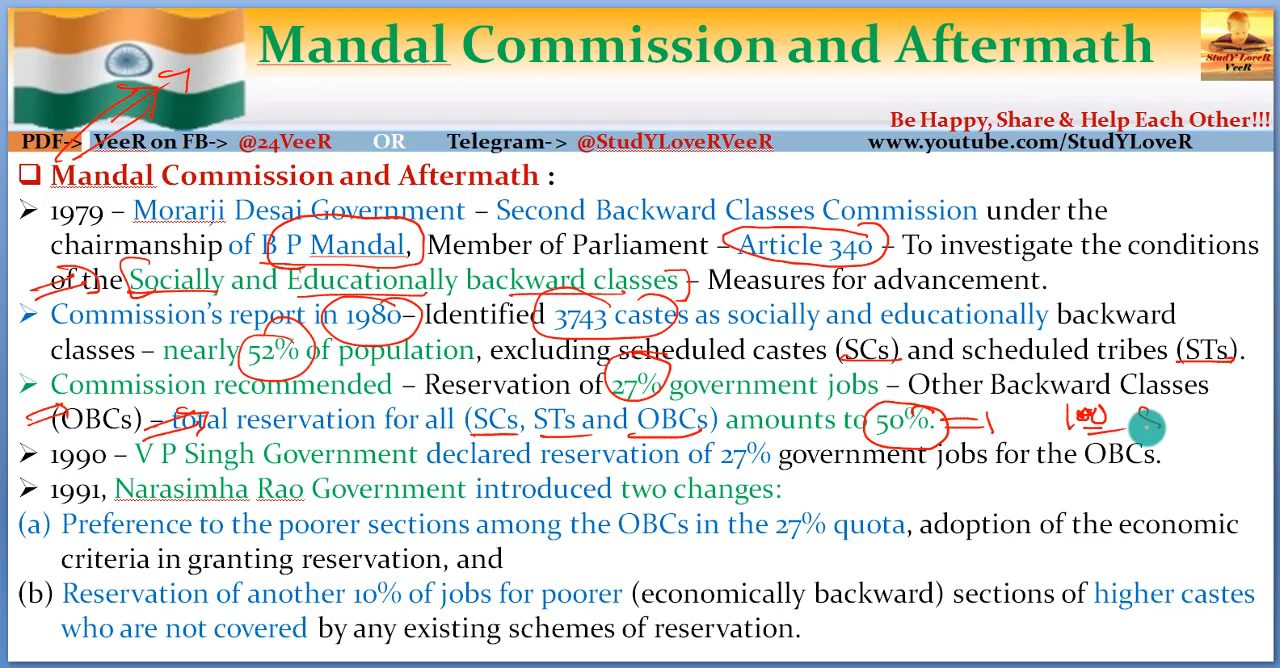 Mandal Commission and Aftermath
StudY LoveR
VeeR
Be Happy, Share & Help Each Other!!!
PDF-> VeeR on FB-> @24VeeR OR Telegram-> @StudYLoveRVeeR www.youtube.com/StudYLoveR
❑ Mandal Commission and Aftermath :
➢ 1979 – Morarji Desai Government – Second Backward Classes Commission under the
chairmanship of B P Mandal, Member of Parliament – Article 340 – To investigate the conditions
of the Socially and Educationally backward classes – Measures for advancement.
➢ Commission's report in 1980– Identified 3743 castes as socially and educationally backward
classes – nearly 52% of population, excluding scheduled castes (SCs) and scheduled tribes (STs).
➢ Commission recommended – Reservation of 27% government jobs – Other Backward Classes
(OBCs) – total reservation for all (SCs, STs and OBCs) amounts to 50%.
➢ 1990 – V P Singh Government declared reservation of 27% government jobs for the OBCs.
➢ 1991, Narasimha Rao Government introduced two changes:
(a) Preference to the poorer sections among the OBCs in the 27% quota, adoption of the economic
criteria in granting reservation, and
(b) Reservation of another 10% of jobs for poorer (economically backward) sections of higher castes
who are not covered by any existing schemes of reservation.